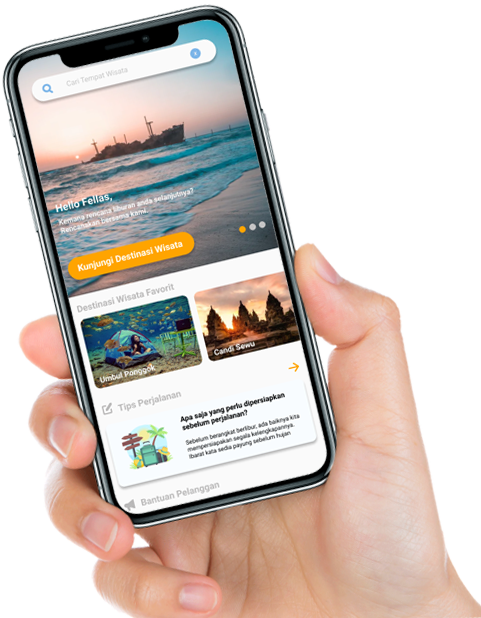 Cari Tempat Wisata
Hello Fellas,
Kemana rencana liburan anda selanjutnya?
Rencanakan bersama kami.
Kunjungi Destinasi Wisata
Destinasi Wisata Favorit
Umbul Ponggok
Candi Sewu
Tips Perjalanan
Apa saja yang perlu dipersiapkan
sebelum perjalanan?
Sebelum berangkat berlibur, ada baiknya kita
mempersiapkan segala kelengkapannya.
Ibarat kata sedia payung sebelum hujan
Bantuan Pelanggan